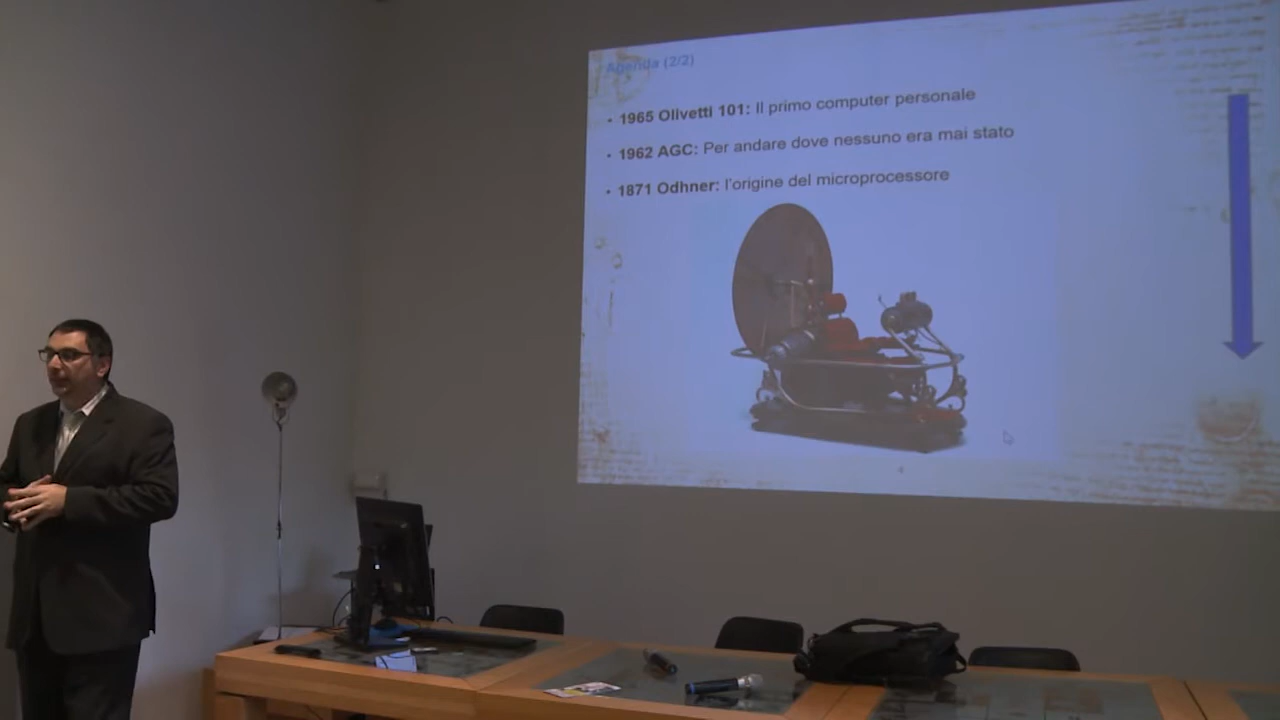 Agenda (2/2)
• 1965 Olivetti 101: Il primo computer personale
• 1962 AGC: Per andare dove nessuno era mai stato
• 1871 Odhner: l'origine del microprocessore
4